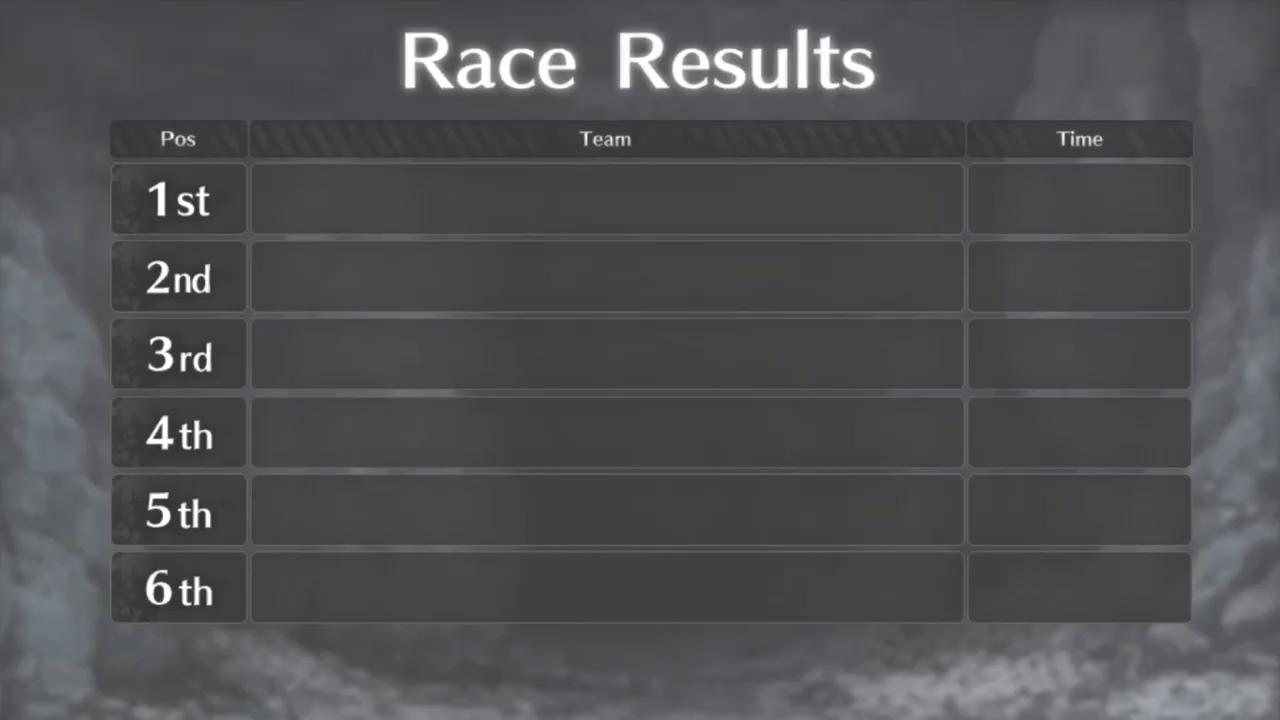 Race Results
Pos Team Time
1st
2nd
3rd
4th
5th
6th